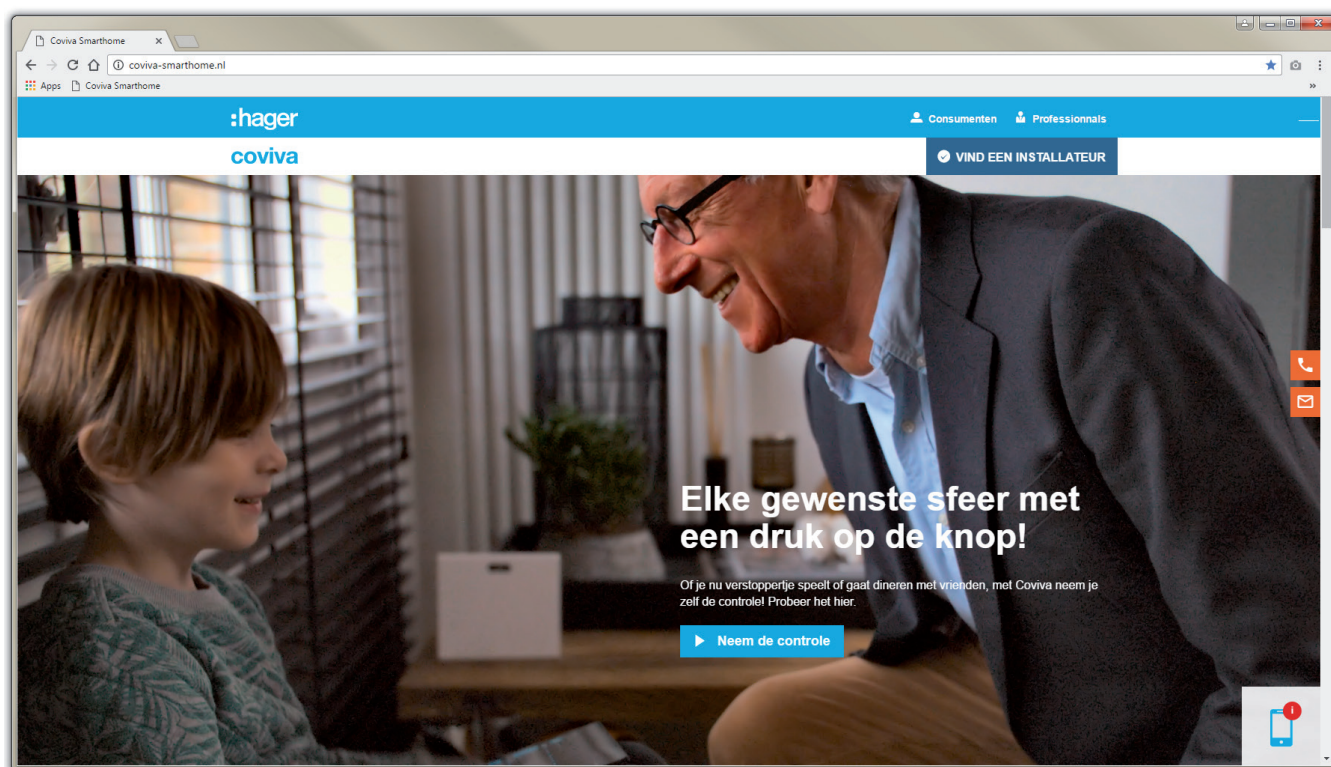 Coviva Smarthome
coviva-smarthome.nl
Apps Coviva Smarthome
:hager
Consumenten Professionnals
coviva
VIND EEN INSTALLATEUR
Elke gewenste sfeer met
een druk op de knop!
Of je nu verstoppertje speelt of gaat dineren met vrienden, met Coviva neem je
zelf de controle! Probeer het hier.
Neem de controle